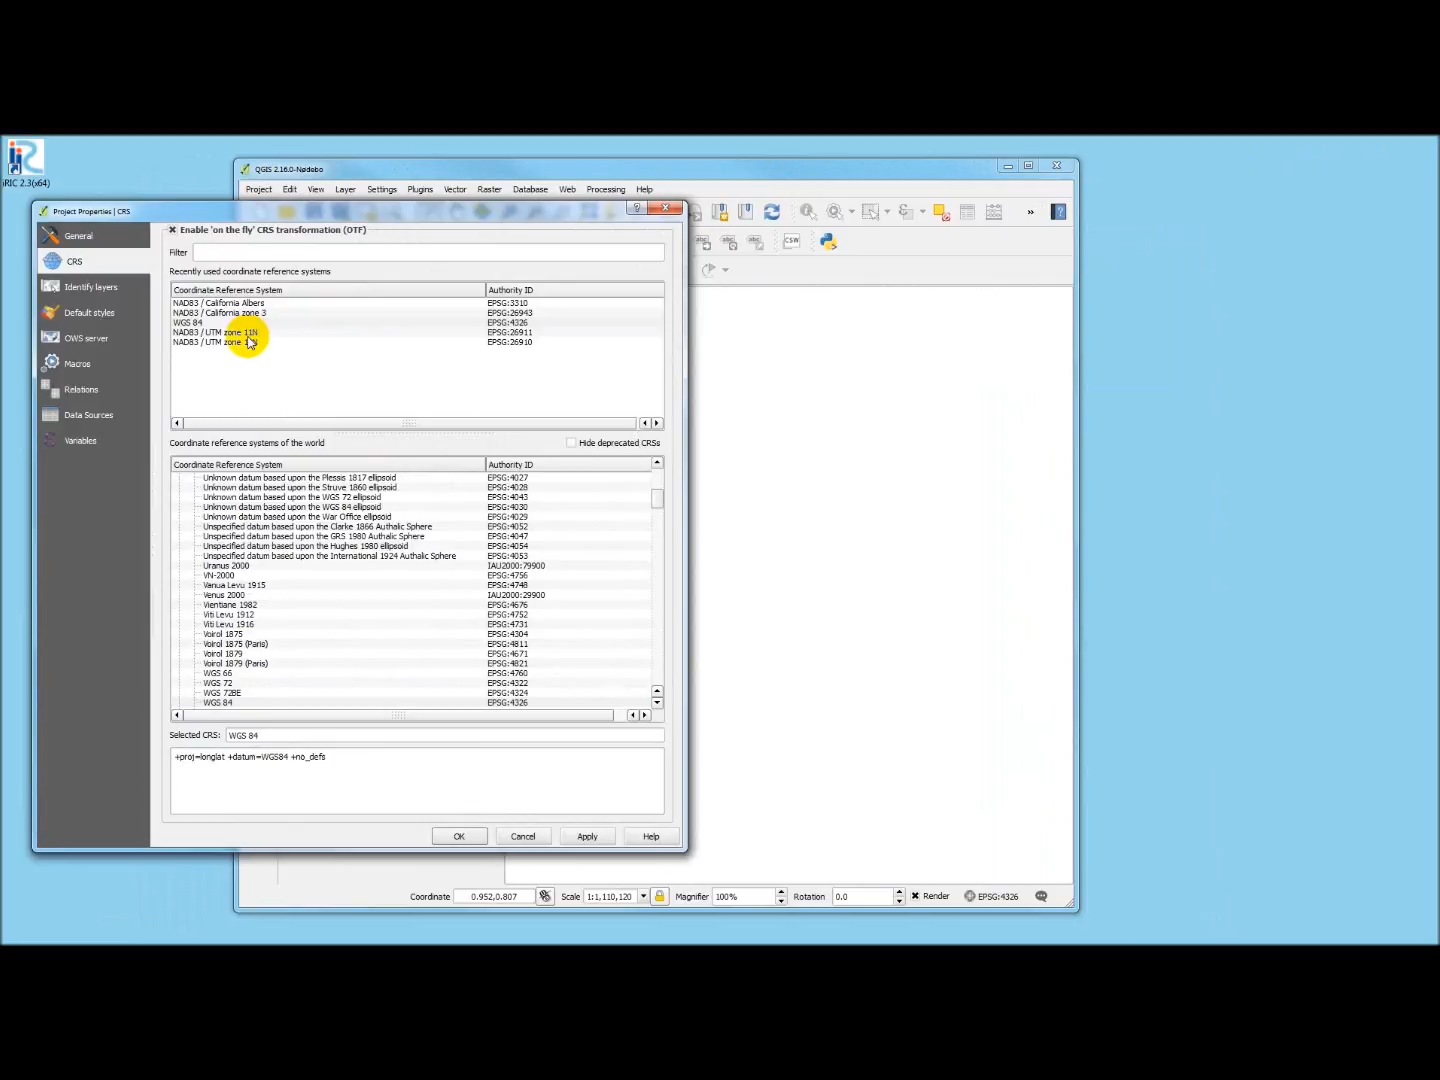 iRIC 2.3(x64)
QGIS 2.16.0-Nødebo
Project Edit View Layer Settings Plugins Vector Raster Database Web Processing Help
Project Properties | CRS
General
CRS
Identify layers
Default styles
OWS server
Macros
Relations
Data Sources
Variables
Enable 'on the fly' CRS transformation (OTF)
Filter
Recently used coordinate reference systems
Coordinate Reference System Authority ID
NAD83 / California Albers EPSG:3310
NAD83 / California zone 3 EPSG:26943
WGS 84 EPSG:4326
NAD83 / UTM zone 11N EPSG:26911
NAD83 / UTM zone EPSG:26910
Coordinate reference systems of the world Hide deprecated CRSs
Coordinate Reference System Authority ID
Unknown datum based upon the Plessis 1817 ellipsoid EPSG:4027
Unknown datum based upon the Struve 1860 ellipsoid EPSG:4028
Unknown datum based upon the WGS 72 ellipsoid EPSG:4043
Unknown datum based upon the WGS 84 ellipsoid EPSG:4030
Unknown datum based upon the War Office ellipsoid EPSG:4029
Unspecified datum based upon the Clarke 1866 Authalic Sphere EPSG:4052
Unspecified datum based upon the GRS 1980 Authalic Sphere EPSG:4047
Unspecified datum based upon the Hughes 1980 ellipsoid EPSG:4054
Unspecified datum based upon the International 1924 Authalic Sphere EPSG:4053
Uranus 2000 IAU2000:79900
VN-2000 EPSG:4756
Vanua Levu 1915 EPSG:4748
Venus 2000 IAU2000:29900
Vientiane 1982 EPSG:4676
Viti Levu 1912 EPSG:4752
Viti Levu 1916 EPSG:4731
Voirol 1875 EPSG:4304
Voirol 1875 (Paris) EPSG:4811
Voirol 1879 EPSG:4671
Voirol 1879 (Paris) EPSG:4821
WGS 66 EPSG:4760
WGS 72 EPSG:4322
WGS 72BE EPSG:4324
WGS 84 EPSG:4326
Selected CRS: WGS 84
+proj=longlat +datum=WGS84 +no_defs
OK Cancel Apply Help
abc abc abc CSW
Coordinate 0.952,0.807 Scale 1:1,110,120 Magnifier 100% Rotation 0.0 Render EPSG:4326